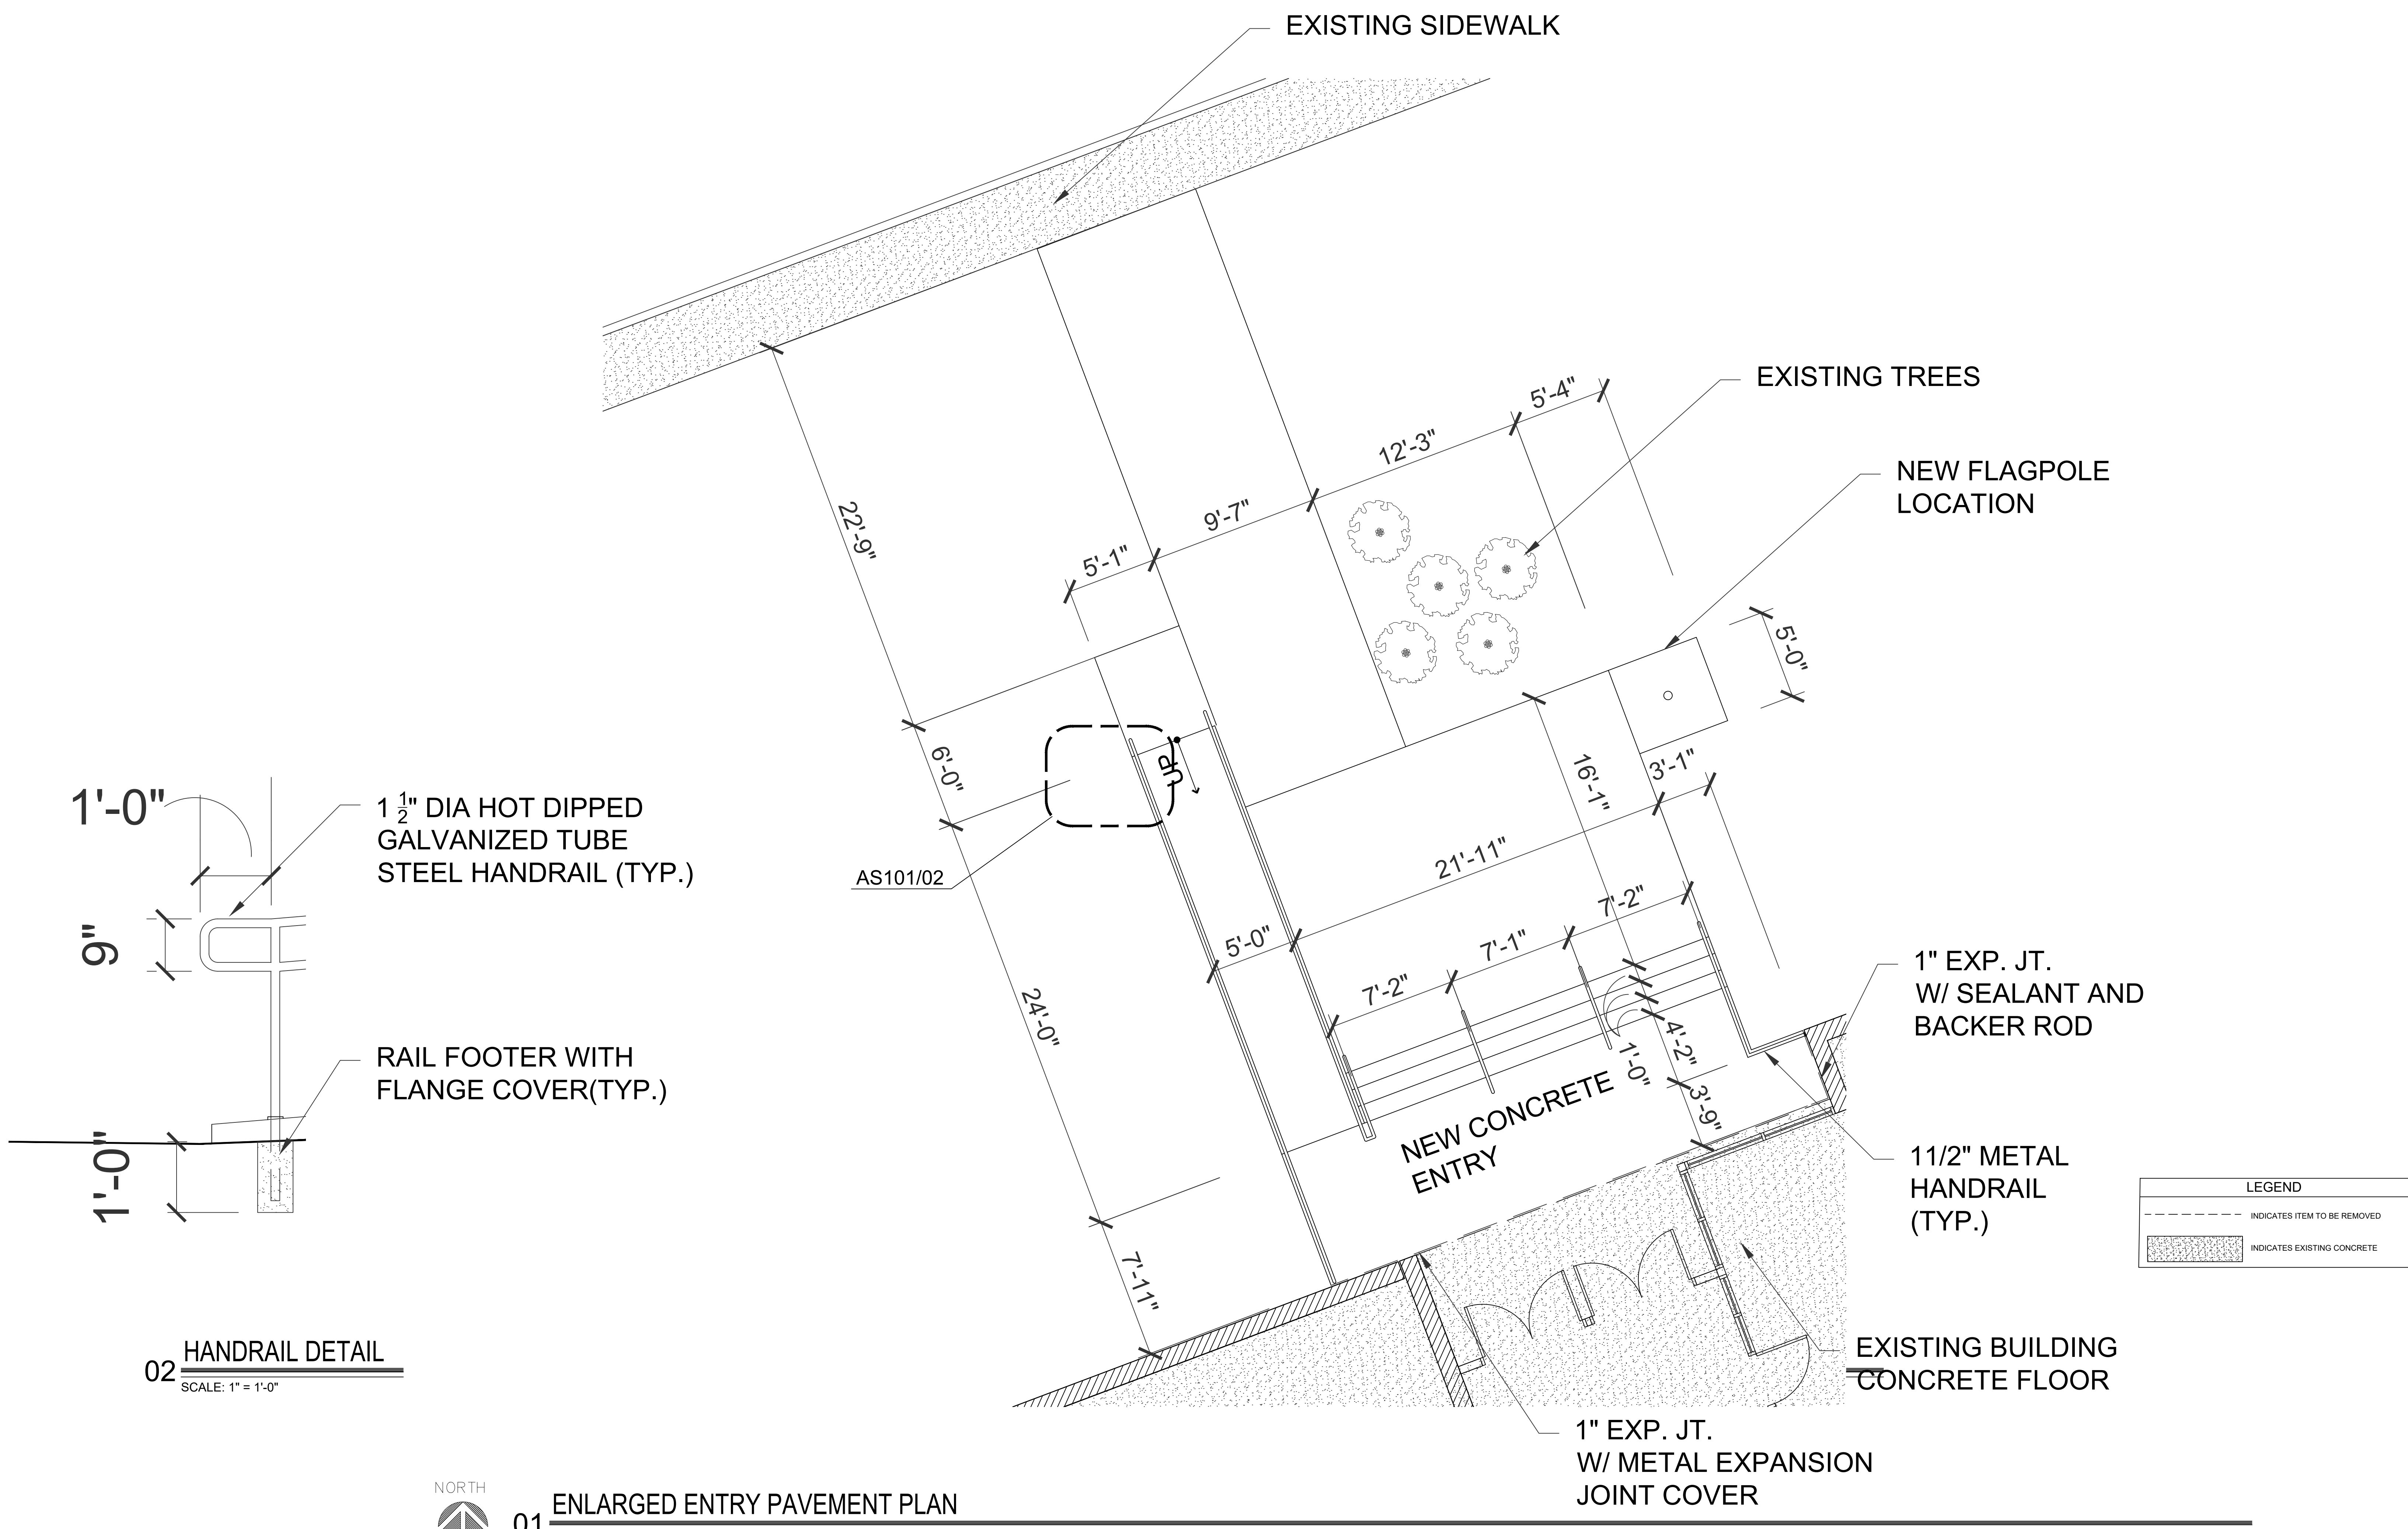 EXISTING SIDEWALK
EXISTING TREES
5'-4"
12'-3"
NEW FLAGPOLE
LOCATION
9'-7"
22'-9"
5'-1"
5'-0"
6'-0"
UP
16'-1"
3'-1"
1'-0"
1 1/2" DIA HOT DIPPED
GALVANIZED TUBE
STEEL HANDRAIL (TYP.)
AS101/02
21'-11"
7'-2"
9"
5'-0"
7'-1"
7'-2"
1" EXP. JT.
W/ SEALANT AND
BACKER ROD
24'-0"
4'-2"
1'-0"
3'-9"
RAIL FOOTER WITH
FLANGE COVER(TYP.)
1'-0"
NEW CONCRETE
ENTRY
11/2" METAL
HANDRAIL
(TYP.)
LEGEND
INDICATES ITEM TO BE REMOVED
INDICATES EXISTING CONCRETE
7'-11"
02 HANDRAIL DETAIL
SCALE: 1" = 1'-0"
EXISTING BUILDING
CONCRETE FLOOR
1" EXP. JT.
W/ METAL EXPANSION
JOINT COVER
NORTH
01 ENLARGED ENTRY PAVEMENT PLAN